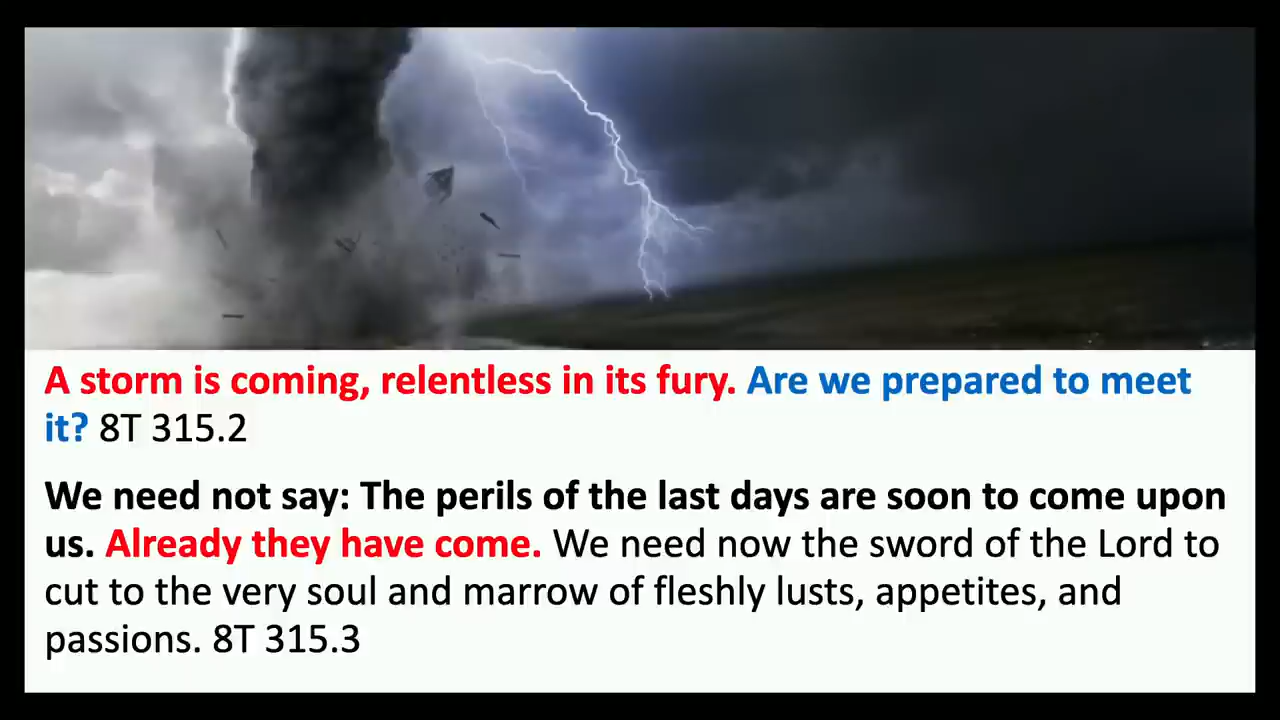 A storm is coming, relentless in its fury. Are we prepared to meet
it? 8T 315.2
We need not say: The perils of the last days are soon to come upon
us. Already they have come. We need now the sword of the Lord to
cut to the very soul and marrow of fleshly lusts, appetites, and
passions. 8T 315.3